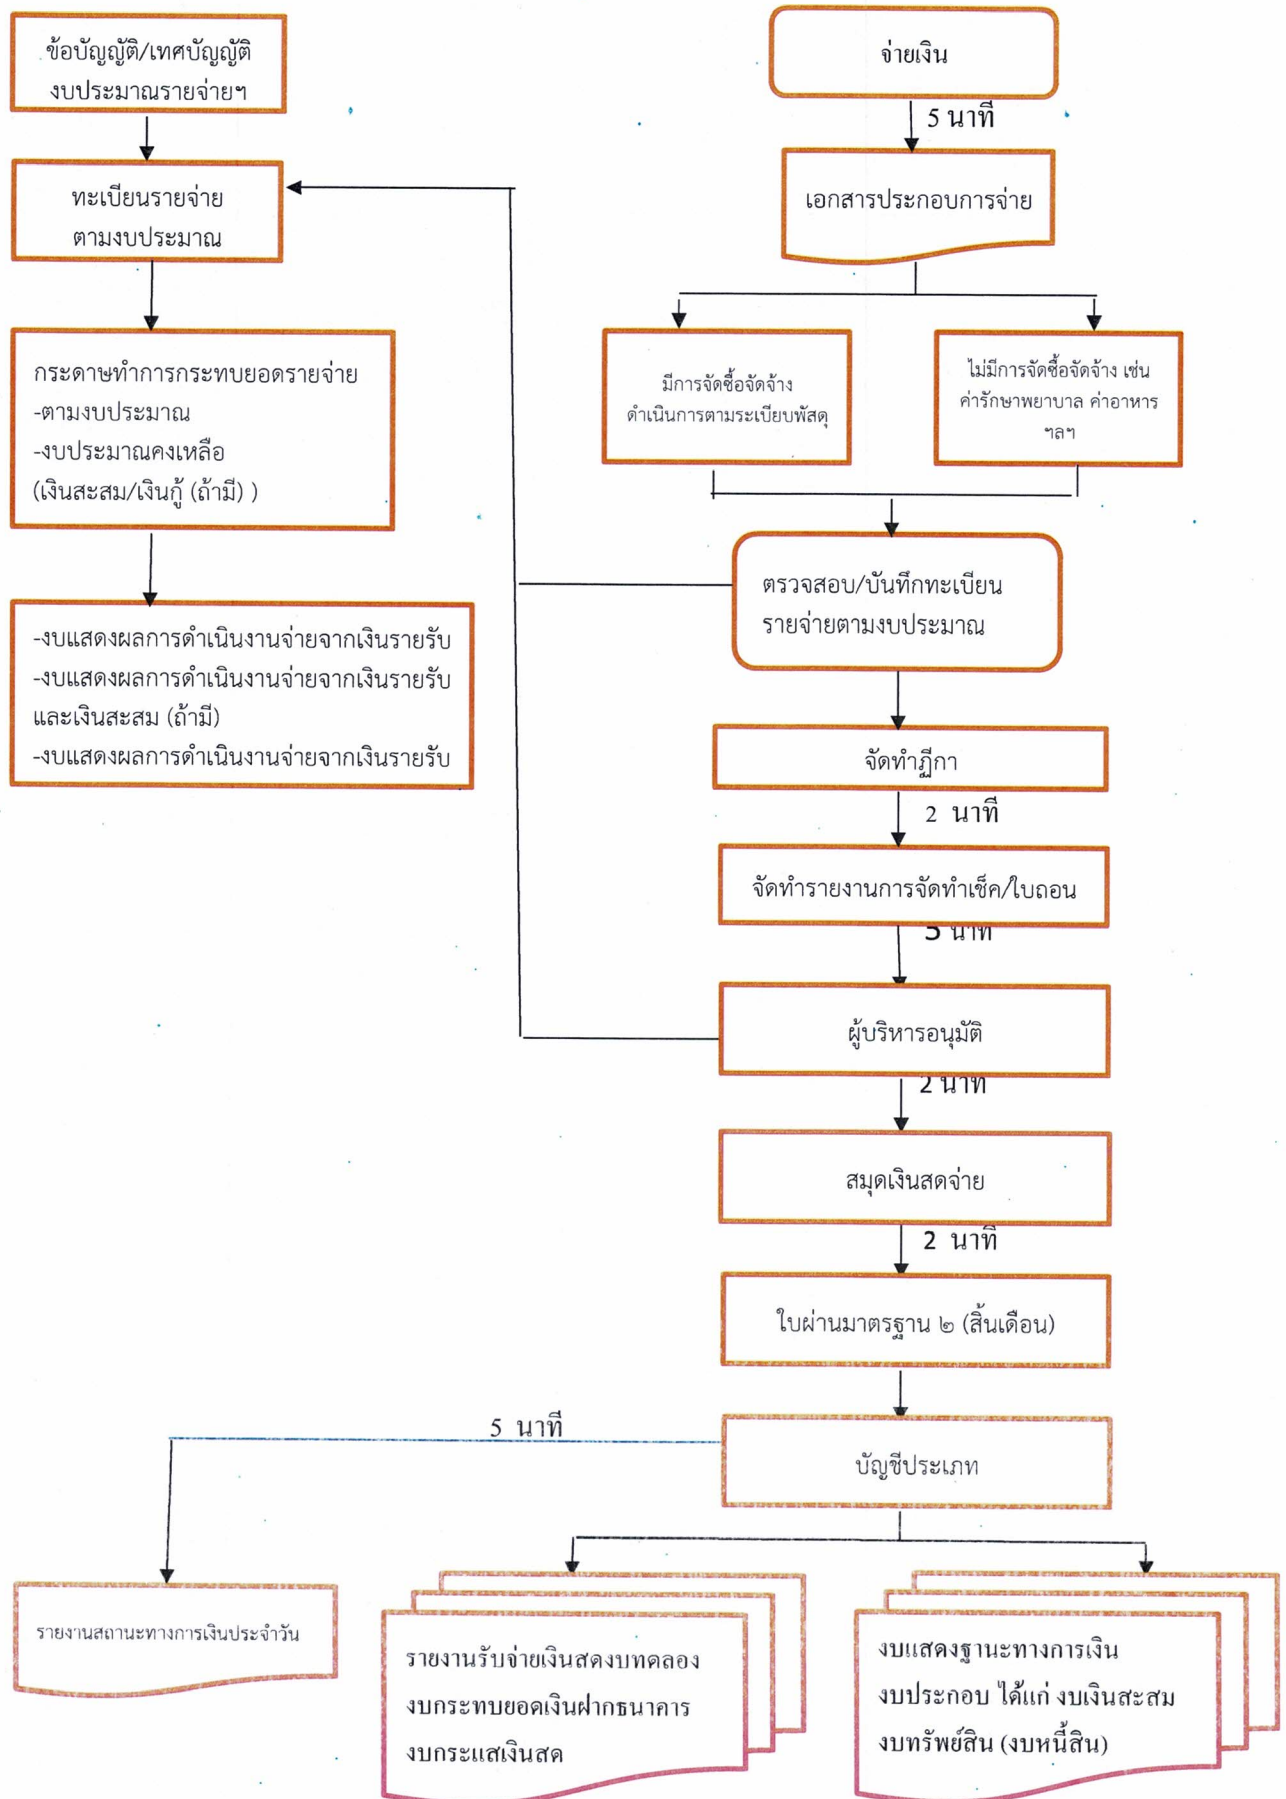 ข้อบัญญัติ/เทศบัญญัติ
งบประมาณรายจ่ายฯ
ทะเบียนรายจ่าย
ตามงบประมาณ
กระดาษทำการกระทบยอดรายจ่าย
-ตามงบประมาณ
-งบประมาณคงเหลือ
(เงินสะสม/เงินกู้ (ถ้ามี) )
-งบแสดงผลการดำเนินงานจ่ายจากเงินรายรับ
-งบแสดงผลการดำเนินงานจ่ายจากเงินรายรับ
และเงินสะสม (ถ้ามี)
-งบแสดงผลการดำเนินงานจ่ายจากเงินรายรับ
จ่ายเงิน
5 นาที
เอกสารประกอบการจ่าย
มีการจัดซื้อจัดจ้าง
ดำเนินการตามระเบียบพัสดุ
ไม่มีการจัดซื้อจัดจ้าง เช่น
ค่ารักษาพยาบาล ค่าอาหาร
ฯลฯ
ตรวจสอบ/บันทึกทะเบียน
รายจ่ายตามงบประมาณ
จัดทำฎีกา
2 นาที
จัดทำรายงานการจัดทำเช็ค/ใบถอน
นาที
ผู้บริหารอนุมัติ
2 นาที
สมุดเงินสดจ่าย
2 นาที
ใบผ่านมาตรฐาน ๒ (สิ้นเดือน)
5 นาที
บัญชีประเภท
รายงานสถานะทางการเงินประจำวัน
รายงานรับจ่ายเงินสดงบทดลอง
งบกระทบยอดเงินฝากธนาคาร
งบกระแสเงินสด
งบแสดงฐานะทางการเงิน
งบประกอบ ได้แก่ งบเงินสะสม
งบทรัพย์สิน (งบหนี้สิน)